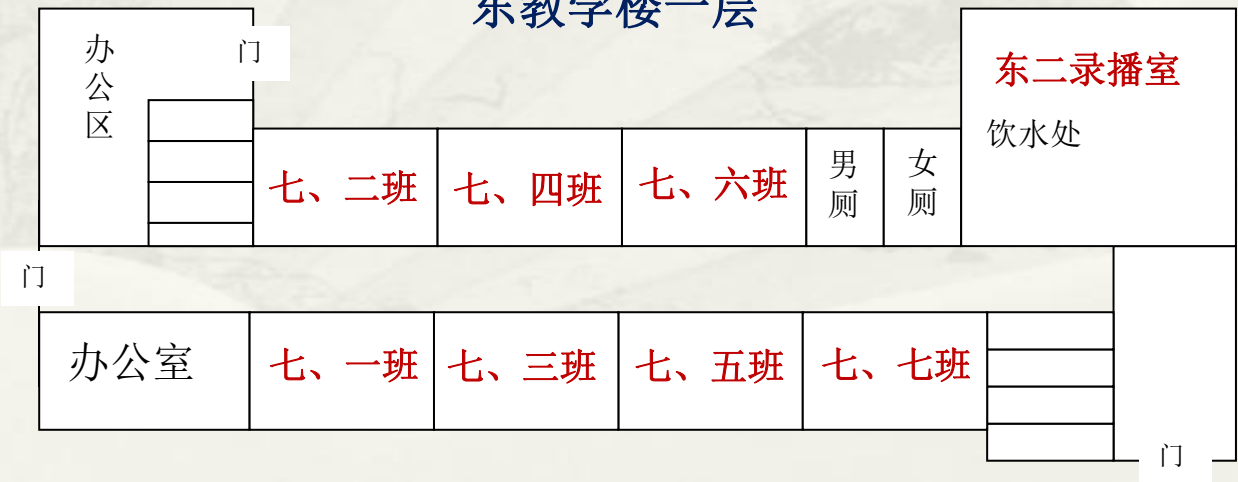 东教学楼一层
办公区
门
东二录播室
饮水处
七、二班
七、四班
七、六班
男厕
女厕
门
办公室
七、一班
七、三班
七、五班
七、七班
门